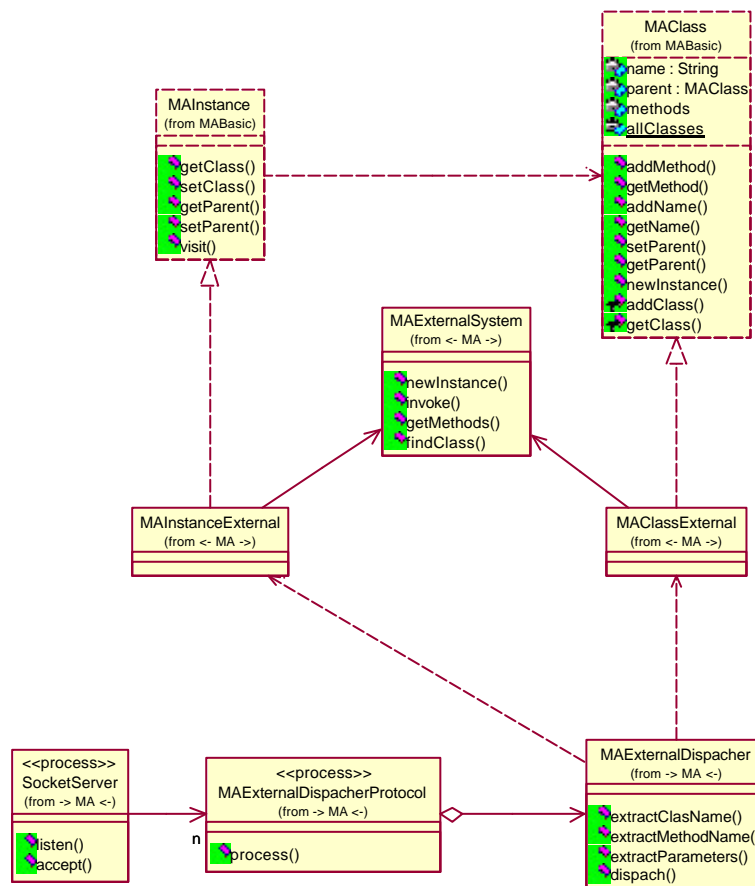 MAClass
(from MABasic)
name : String
parent : MAClass
methods
allClasses
addMethod()
getMethod()
addName()
getName()
setParent()
getParent()
newInstance()
addClass()
getClass()
MAInstance
(from MABasic)
getClass()
setClass()
getParent()
setParent()
visit()
MAExternalSystem
(from <- MA ->)
newInstance()
invoke()
getMethods()
findClass()
MAInstanceExternal
(from <- MA ->)
MAClassExternal
(from <- MA ->)
<<process>>
SocketServer
(from -> MA <-)
listen()
accept()
n
<<process>>
MAExternalDispacherProtocol
(from -> MA <-)
process()
MAExternalDispacher
(from -> MA <-)
extractClasName()
extractMethodName()
extractParameters()
dispach()